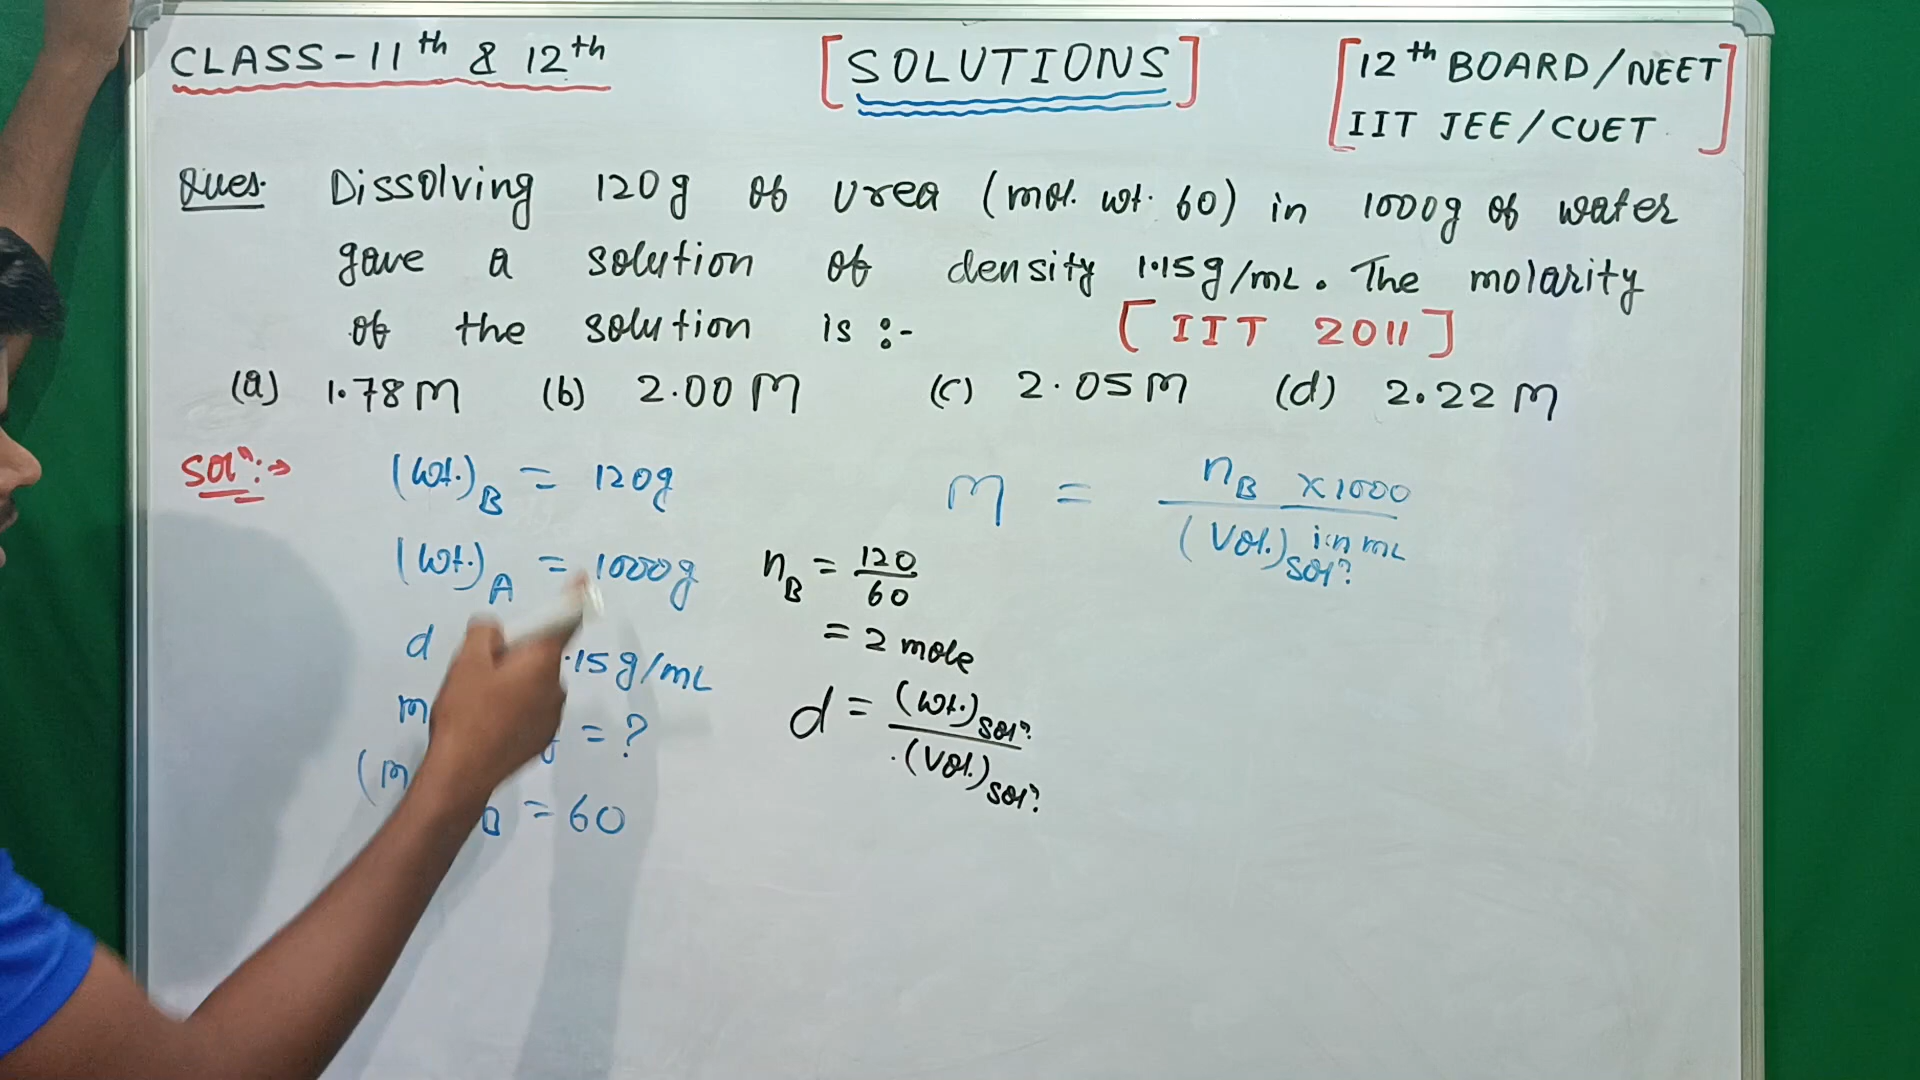 CLASS-11th & 12th
[SOLUTIONS]
[12th BOARD/NEET
IIT JEE/CUET]
Ques. Dissolving 120g of urea (mol. wt. 60) in 1000g of water
gave a solution of density 1.15g/mL. The molarity
of the solution is :-
[IIT 2011]
(a) 1.78M (b) 2.00M (c) 2.05M (d) 2.22M
Solⁿ:→
(wt.)B = 120g
(wt.)A = 1000g
d .15g/mL
m = ?
(m B = 60
nB = 120/60
= 2 mole
d = (wt.)solⁿ/(Vol.)solⁿ
M = nB ×1000/(Vol.)solⁿ in mL